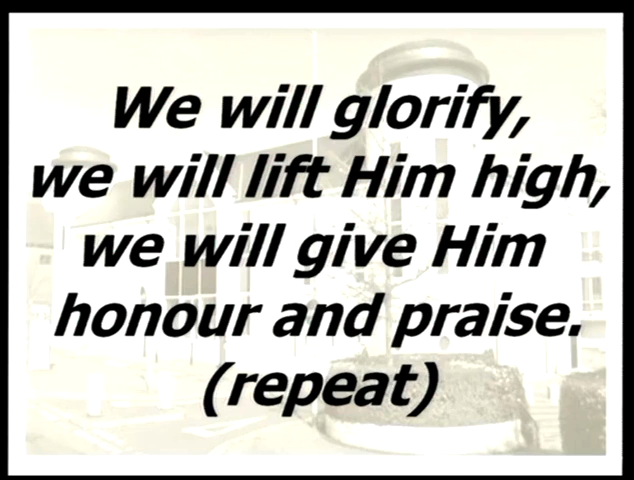 We will glorify,
we will lift Him high,
we will give Him
honour and praise.
(repeat)